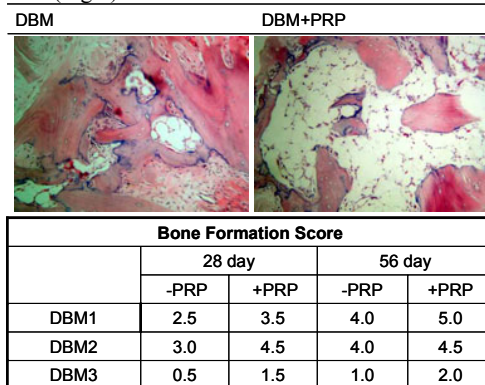 DBM DBM+PRP
Bone Formation Score
28 day 56 day
-PRP +PRP -PRP +PRP
DBM1 2.5 3.5 4.0 5.0
DBM2 3.0 4.5 4.0 4.5
DBM3 0.5 1.5 1.0 2.0